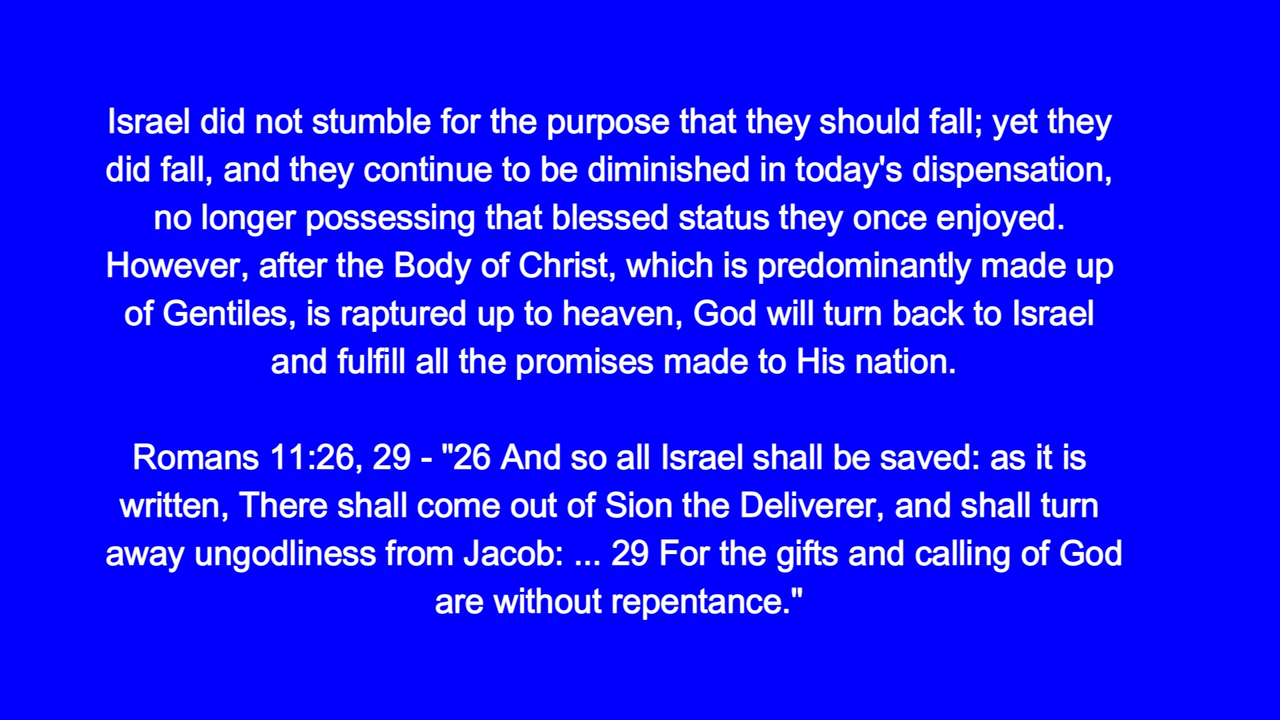 Israel did not stumble for the purpose that they should fall; yet they
did fall, and they continue to be diminished in today's dispensation,
no longer possessing that blessed status they once enjoyed.
However, after the Body of Christ, which is predominantly made up
of Gentiles, is raptured up to heaven, God will turn back to Israel
and fulfill all the promises made to His nation.
Romans 11:26, 29 - "26 And so all Israel shall be saved: as it is
written, There shall come out of Sion the Deliverer, and shall turn
away ungodliness from Jacob: ... 29 For the gifts and calling of God
are without repentance."